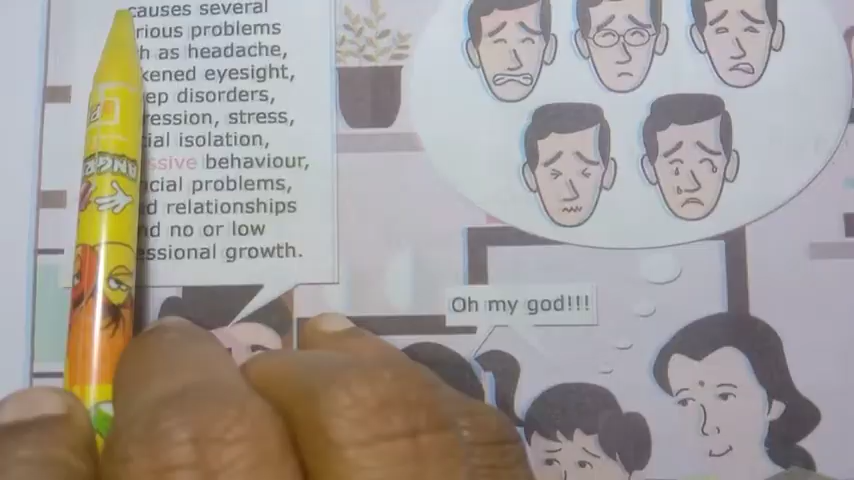 causes several
rious problems
h as headache,
kened eyesight,
ep disorders,
ression, stress,
ial isolation,
ssive behaviour,
ncial problems,
d relationships
nd no or low
essional growth.
Oh my god!!!
ANGR